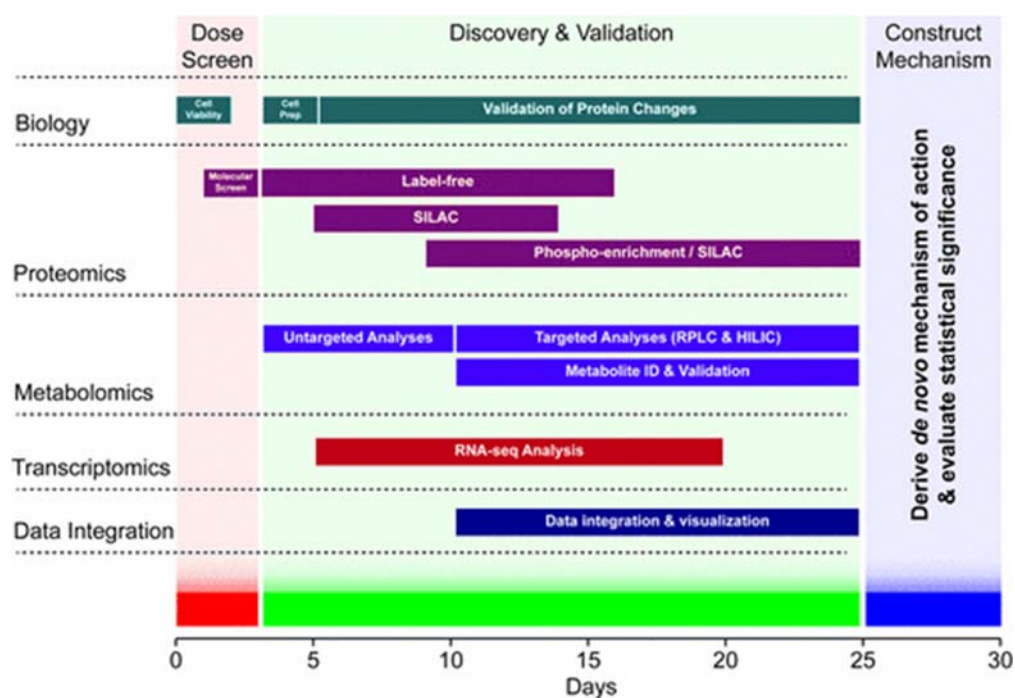 Dose
Screen
Discovery & Validation
Construct
Mechanism
Biology
Cell
Viability
Cell
Prep
Validation of Protein Changes
Proteomics
Molecular
Screen
Label-free
SILAC
Phospho-enrichment / SILAC
Metabolomics
Untargeted Analyses
Targeted Analyses (RPLC & HILIC)
Metabolite ID & Validation
Transcriptomics
RNA-seq Analysis
Data Integration
Data integration & visualization
Derive de novo mechanism of action
& evaluate statistical significance
0 5 10 15 20 25 30
Days